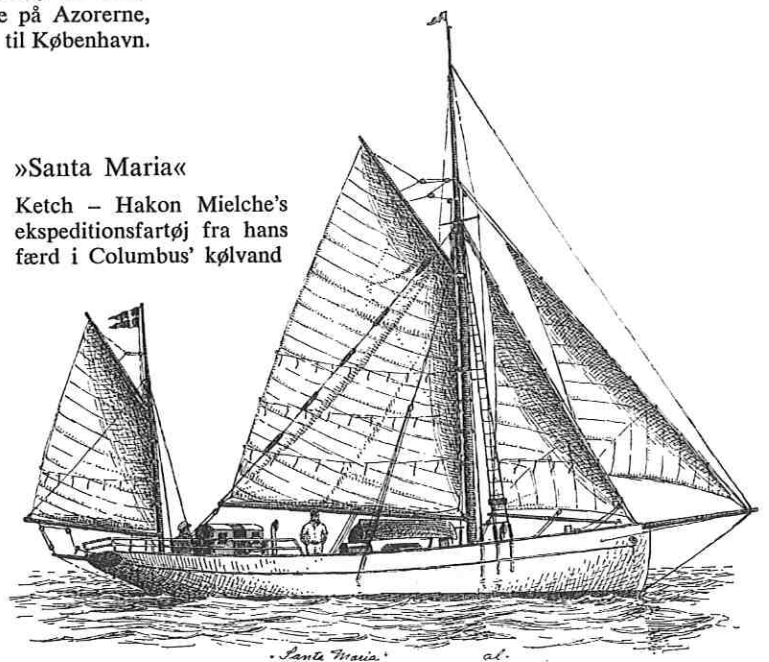 på Azorerne,
til København.
»Santa Maria«
Ketch – Hakon Mielche's
ekspeditionsfartøj fra hans
færd i Columbus' kølvand
"Santa Maria" al.